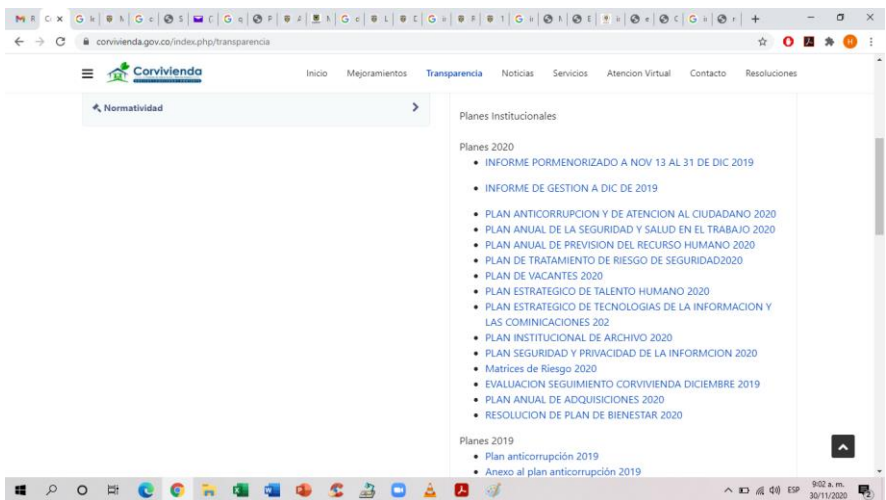 corvivienda.gov.co/index.php/transparencia
Corvivienda
Inicio Mejoramientos Transparencia Noticias Servicios Atencion Virtual Contacto Resoluciones
Normatividad
Planes Institucionales
Planes 2020
INFORME PORMENORIZADO A NOV 13 AL 31 DE DIC 2019
INFORME DE GESTION A DIC DE 2019
PLAN ANTICORRUPCION Y DE ATENCION AL CIUDADANO 2020
PLAN ANUAL DE LA SEGURIDAD Y SALUD EN EL TRABAJO 2020
PLAN ANUAL DE PREVISION DEL RECURSO HUMANO 2020
PLAN DE TRATAMIENTO DE RIESGO DE SEGURIDAD2020
PLAN DE VACANTES 2020
PLAN ESTRATEGICO DE TALENTO HUMANO 2020
PLAN ESTRATEGICO DE TECNOLOGIAS DE LA INFORMACION Y
LAS COMINICACIONES 202
PLAN INSTITUCIONAL DE ARCHIVO 2020
PLAN SEGURIDAD Y PRIVACIDAD DE LA INFORMCION 2020
Matrices de Riesgo 2020
EVALUACION SEGUIMIENTO CORVIVIENDA DICIEMBRE 2019
PLAN ANUAL DE ADQUISICIONES 2020
RESOLUCION DE PLAN DE BIENESTAR 2020
Planes 2019
Plan anticorrupción 2019
Anexo al plan anticorrupción 2019
ESP
9:02 a. m.
30/11/2020